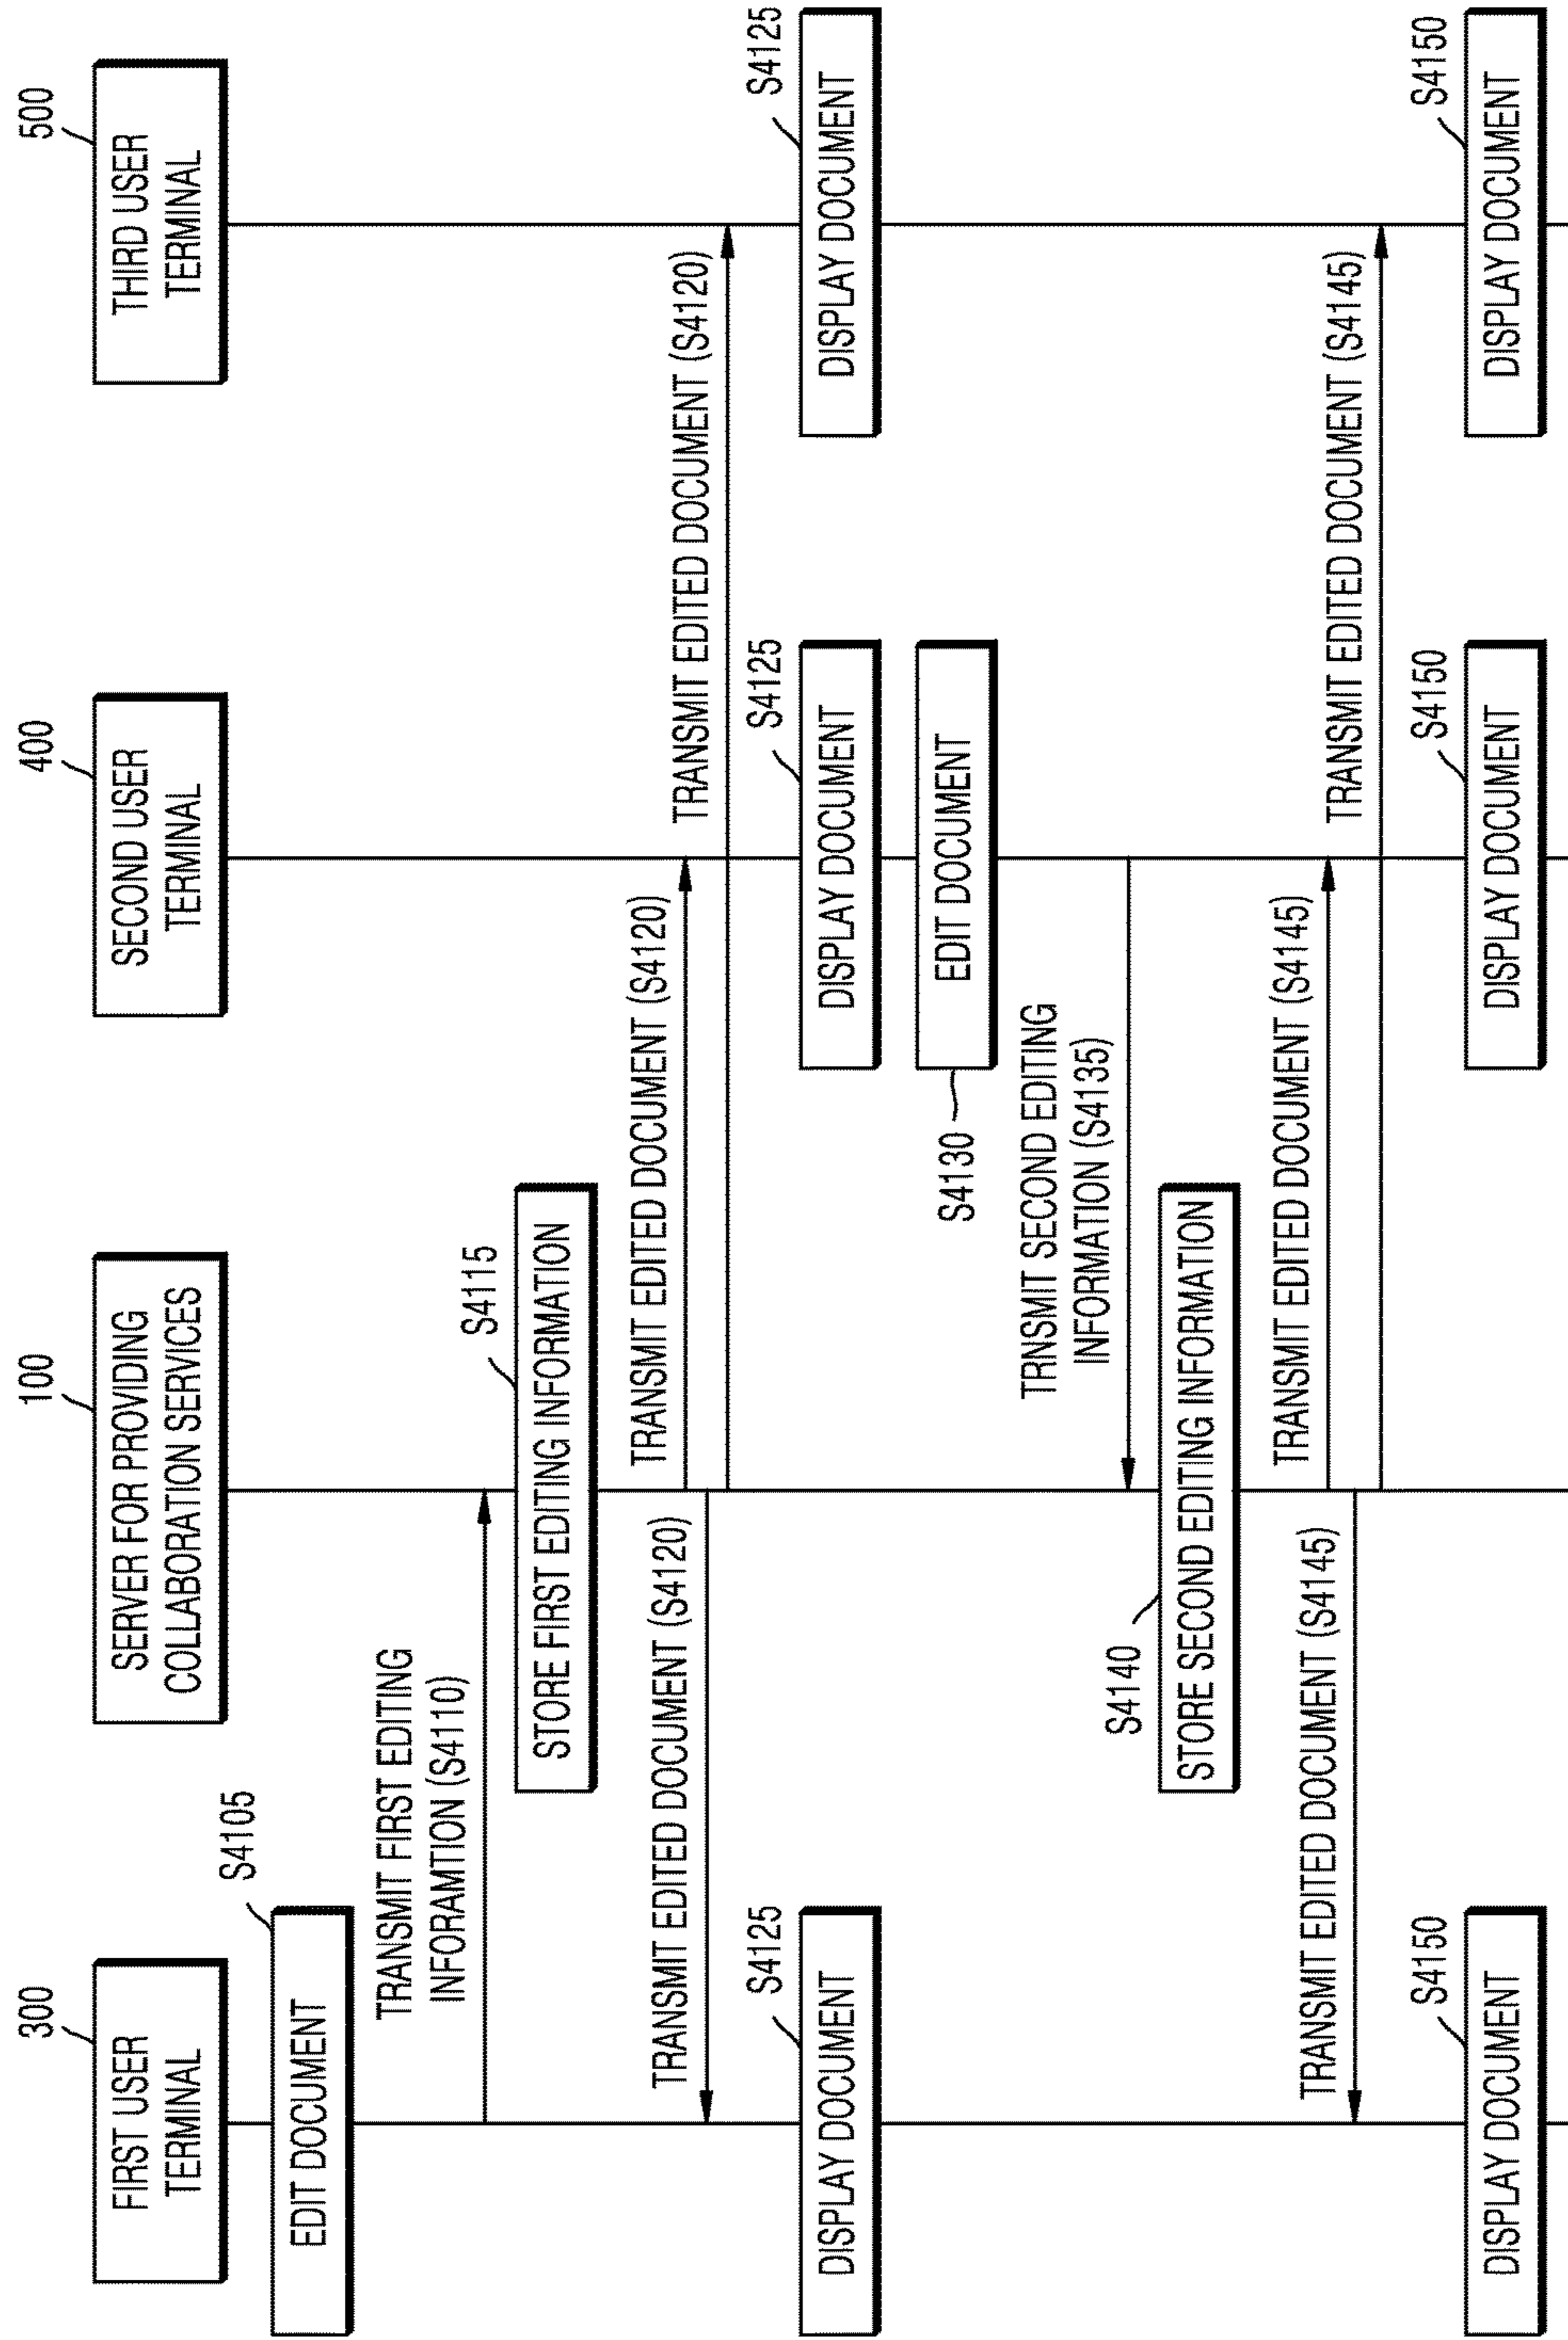 300
FIRST USER
TERMINAL
100
SERVER FOR PROVIDING
COLLABORATION SERVICES
400
SECOND USER
TERMINAL
500
THIRD USER
TERMINAL
S4105
EDIT DOCUMENT
TRANSMIT FIRST EDITING
INFORAMTION (S4110)
S4115
STORE FIRST EDITING INFORMATION
TRANSMIT EDITED DOCUMENT (S4120)
TRANSMIT EDITED DOCUMENT (S4120)
TRANSMIT EDITED DOCUMENT (S4120)
S4125
DISPLAY DOCUMENT
S4125
DISPLAY DOCUMENT
S4125
DISPLAY DOCUMENT
EDIT DOCUMENT
S4130
TRNSMIT SECOND EDITING
INFORMATION (S4135)
S4140
STORE SECOND EDITING INFORMATION
TRANSMIT EDITED DOCUMENT (S4145)
TRANSMIT EDITED DOCUMENT (S4145)
TRANSMIT EDITED DOCUMENT (S4145)
S4150
DISPLAY DOCUMENT
S4150
DISPLAY DOCUMENT
S4150
DISPLAY DOCUMENT